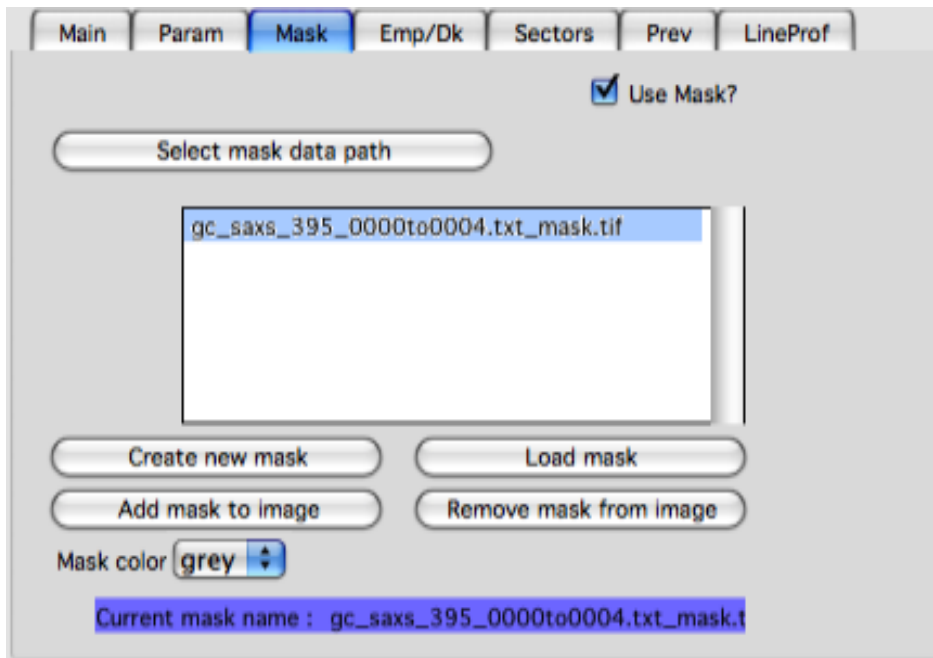 Main Param Mask Emp/Dk Sectors Prev LineProf
Use Mask?
Select mask data path
gc_saxs_395_0000to0004.txt_mask.tif
Create new mask Load mask
Add mask to image Remove mask from image
Mask color grey
Current mask name : gc_saxs_395_0000to0004.txt_mask.t